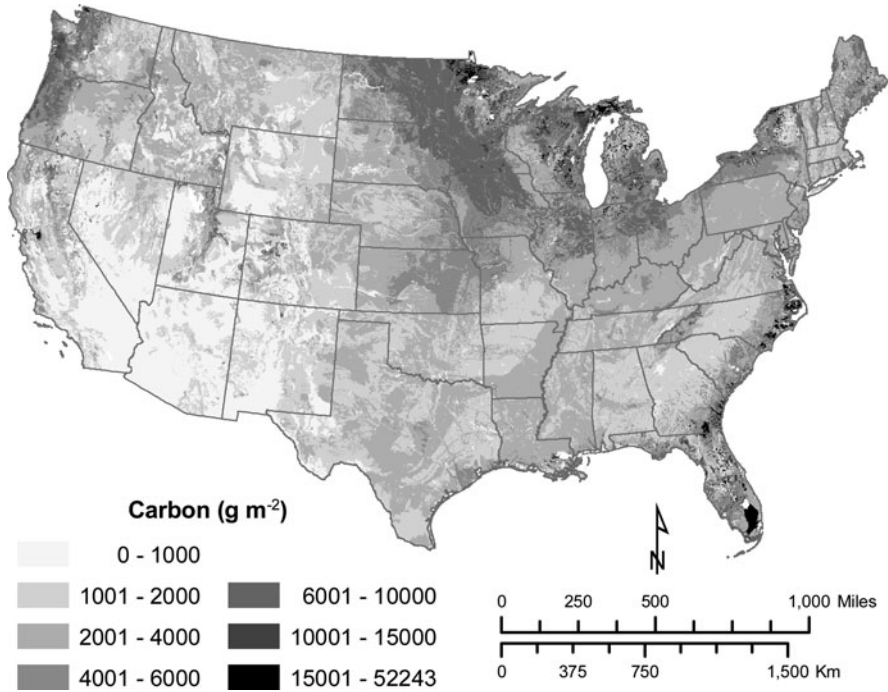 Carbon (g m-2)
0 - 1000
1001 - 2000
2001 - 4000
4001 - 6000
6001 - 10000
10001 - 15000
15001 - 52243
N
0 250 500 1,000 Miles
0 375 750 1,500 Km